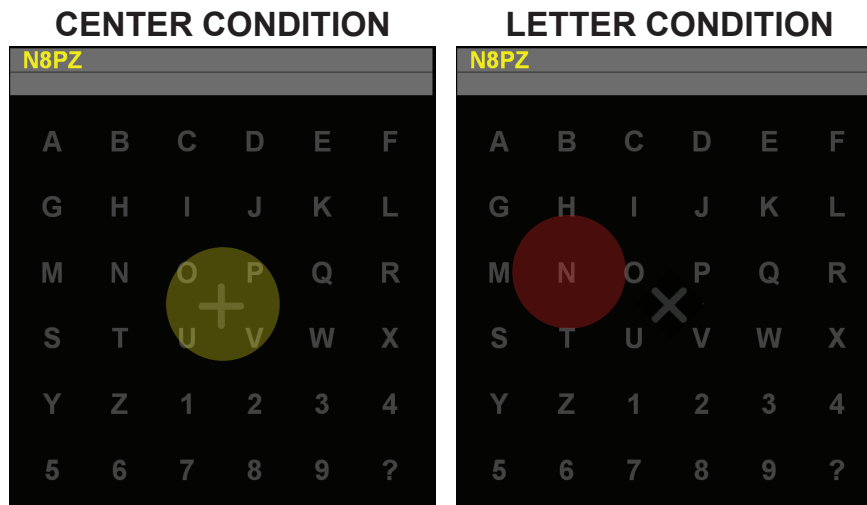 CENTER CONDITION
N8PZ
A B C D E F
G H I J K L
M N O P Q R
S T U V W X
Y Z 1 2 3 4
5 6 7 8 9 ?
LETTER CONDITION
N8PZ
A B C D E F
G H I J K L
M N O P Q R
S T U V W X
Y Z 1 2 3 4
5 6 7 8 9 ?